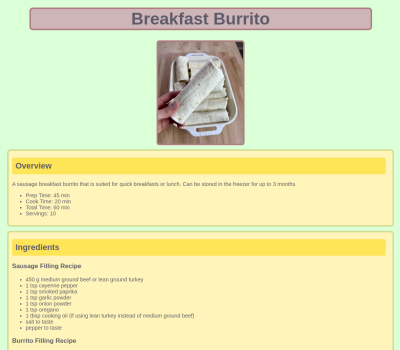 Breakfast Burrito
Overview
A sausage breakfast burrito that is suited for quick breakfasts or lunch. Can be stored in the freezer for up to 3 months.
Prep Time: 45 min
Cook Time: 20 min
Total Time: 60 min
Servings: 10
Ingredients
Sausage Filling Recipe
450 g medium ground beef or lean ground turkey
1 tsp cayenne pepper
1 tsp smoked paprika
1 tsp garlic powder
1 tsp onion powder
1 tsp oregano
1 tbsp cooking oil (if using lean turkey instead of medium ground beef)
salt to taste
pepper to taste
Burrito Filling Recipe